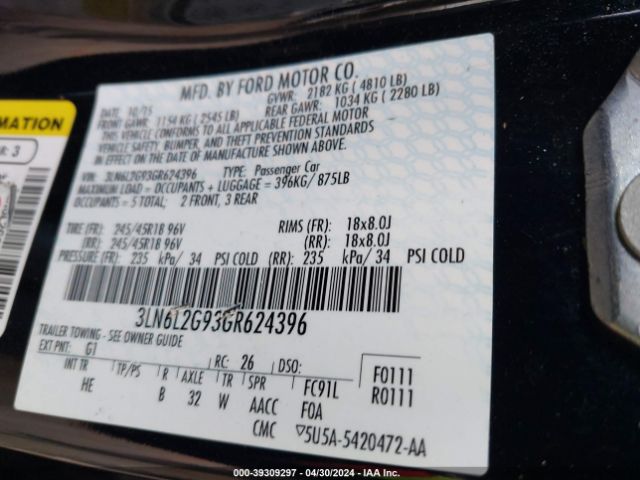 MFD. BY FORD MOTOR CO.
DATE: 10/15 GVWR: 2182 KG ( 4810 LB)
FRONT GAWR: 1154 KG ( 2545 LB) REAR GAWR: 1034 KG ( 2280 LB)
THIS VEHICLE CONFORMS TO ALL APPLICABLE FEDERAL MOTOR
VEHICLE SAFETY, BUMPER, AND THEFT PREVENTION STANDARDS
IN EFFECT ON THE DATE OF MANUFACTURE SHOWN ABOVE.
VIN: 3LN6L2G93GR624396 TYPE: Passenger Car
MAXIMUM LOAD = OCCUPANTS + LUGGAGE = 396KG/ 875LB
OCCUPANTS = 5 TOTAL; 2 FRONT, 3 REAR
TIRE (FR): 245/45R18 96V RIMS (FR): 18x8.0J
(RR): 245/45R18 96V (RR): 18x8.0J
PRESSURE (FR): 235 kPa/ 34 PSI COLD (RR): 235 kPa/ 34 PSI COLD
3LN6L2G93GR624396
TRAILER TOWING - SEE OWNER GUIDE
EXT PNT: G1 RC: 26 DSO:
INT TR TP/PS R AXLE TR SPR FC91L F0111
HE B 32 W AACC FOA R0111
CMC ▽5U5A-5420472-AA
MATION
R: 3
000-39309297 - 04/30/2024 - IAA Inc.